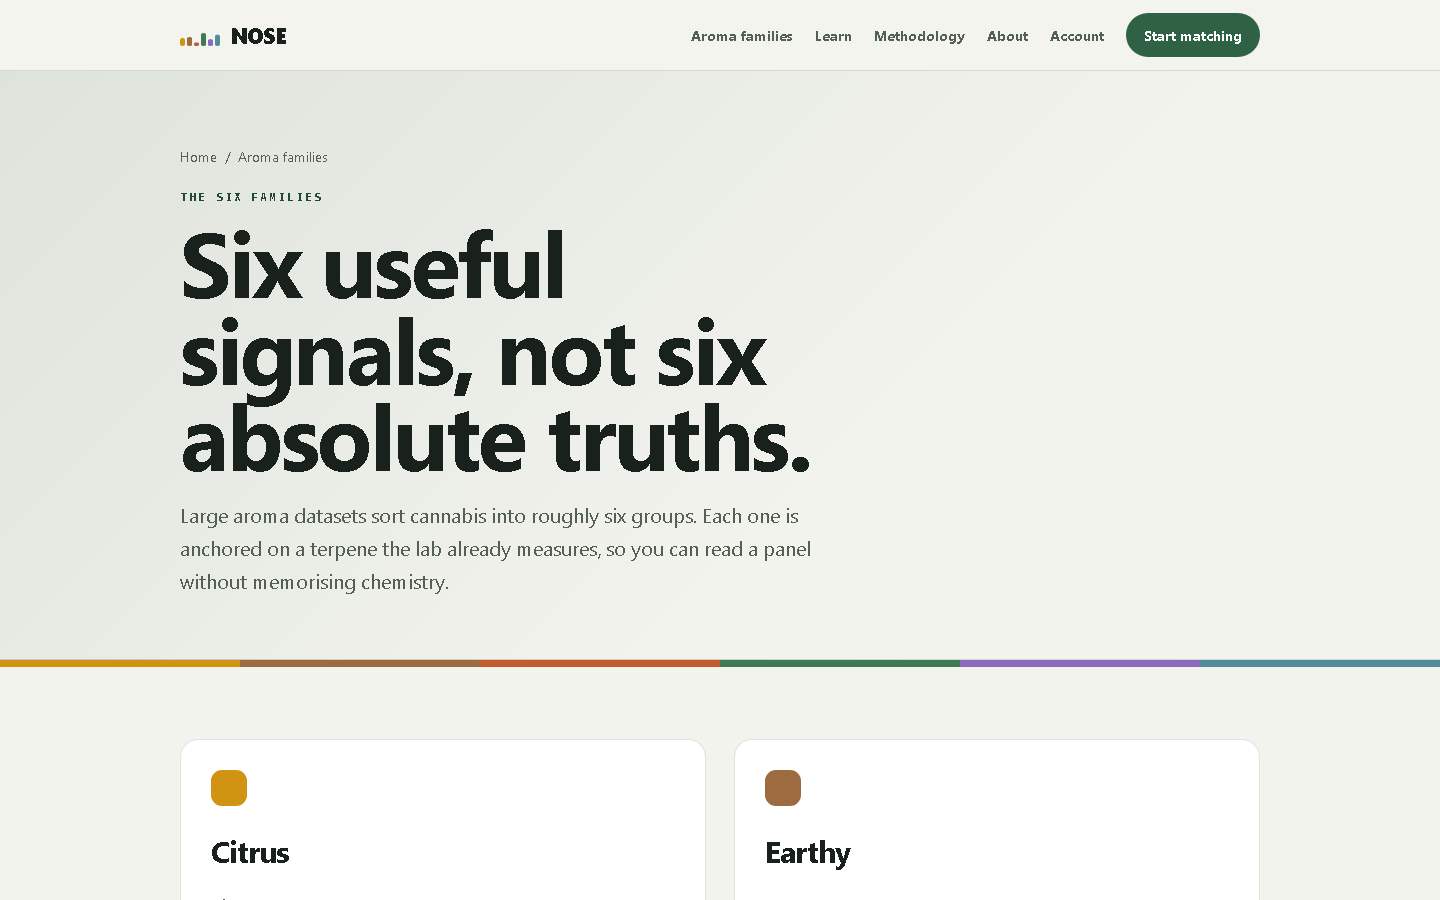 NOSE
Aroma families
Learn
Methodology
About
Account
Start matching
Home / Aroma families
THE SIX FAMILIES
Six useful
signals, not six
absolute truths.
Large aroma datasets sort cannabis into roughly six groups. Each one is
anchored on a terpene the lab already measures, so you can read a panel
without memorising chemistry.
Citrus
Earthy